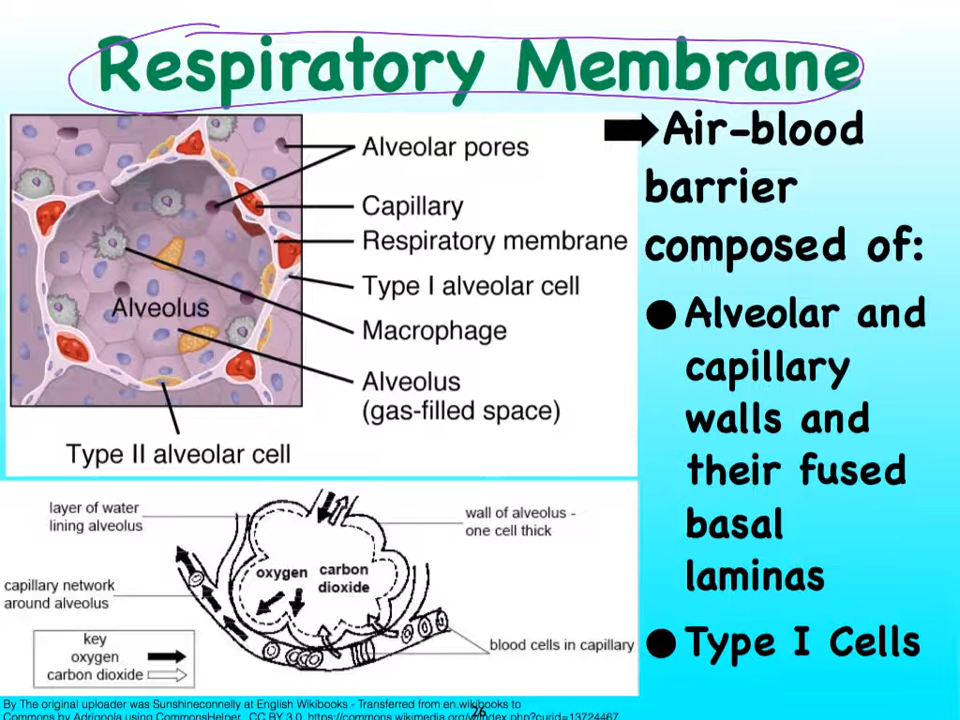 Respiratory Membrane
Alveolar pores
Capillary
Respiratory membrane
Type I alveolar cell
Macrophage
Alveolus
Alveolus
(gas-filled space)
Type II alveolar cell
➡Air-blood
barrier
composed of:
● Alveolar and
capillary
walls and
their fused
basal
laminas
● Type I Cells
layer of water
lining alveolus
wall of alveolus -
one cell thick
oxygen
carbon
dioxide
capillary network
around alveolus
blood cells in capillary
key
oxygen
carbon dioxide
By The original uploader was Sunshineconnelly at English Wikibooks - Transferred from en.wikibooks to
Commons by Adrignola using CommonsHelper., CC BY 3.0, https://commons.wikimedia.org/w/index.php?curid=13724467
26